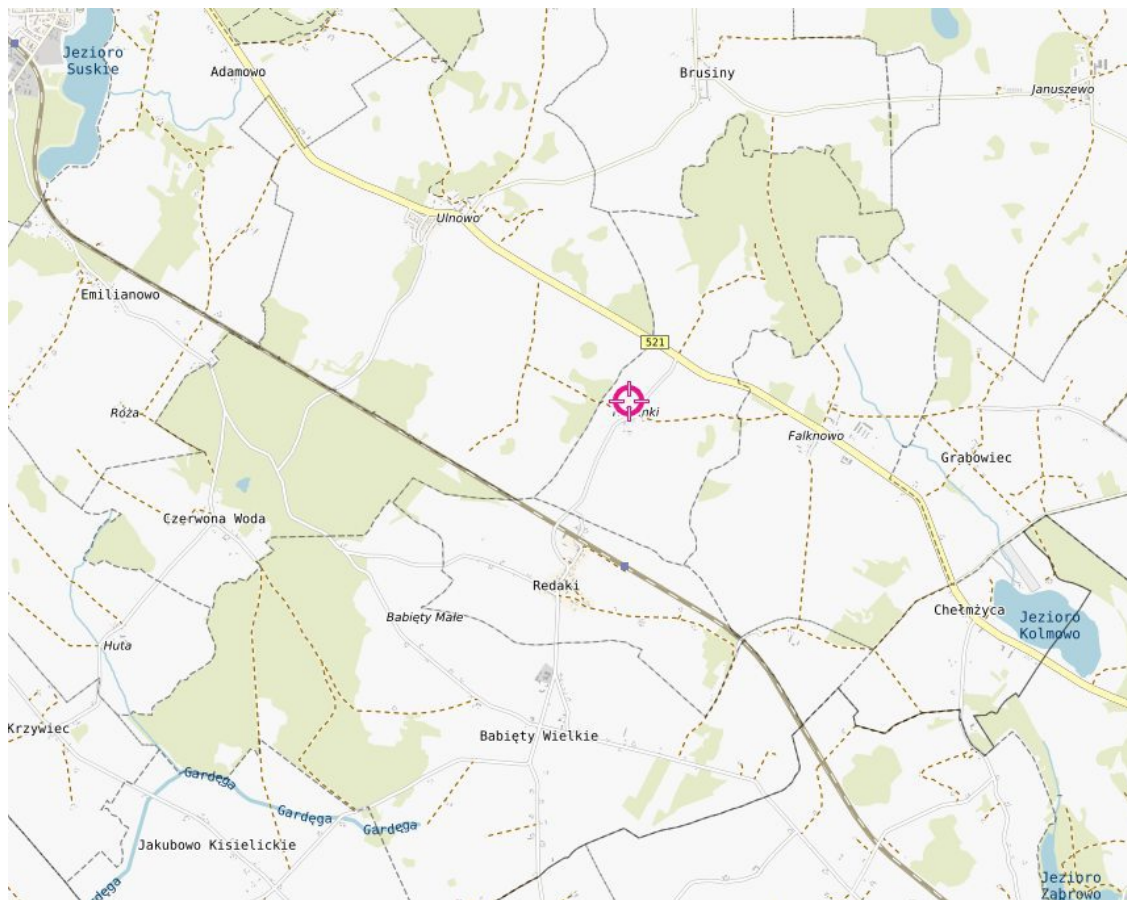 Jezioro
Suskie
Adamowo
Brusiny
Januszewo
Ulnowo
Emilianowo
521
Róża
Falknowo
Grabowiec
Czerwona Woda
Redaki
Babięty Małe
Chełmżyca
Jezioro
Kolmowo
Huta
Krzywiec
Babięty Wielkie
Gardęga
Gardęga
Gardęga
Jakubowo Kisielickie
Jezioro
Ząbrowo